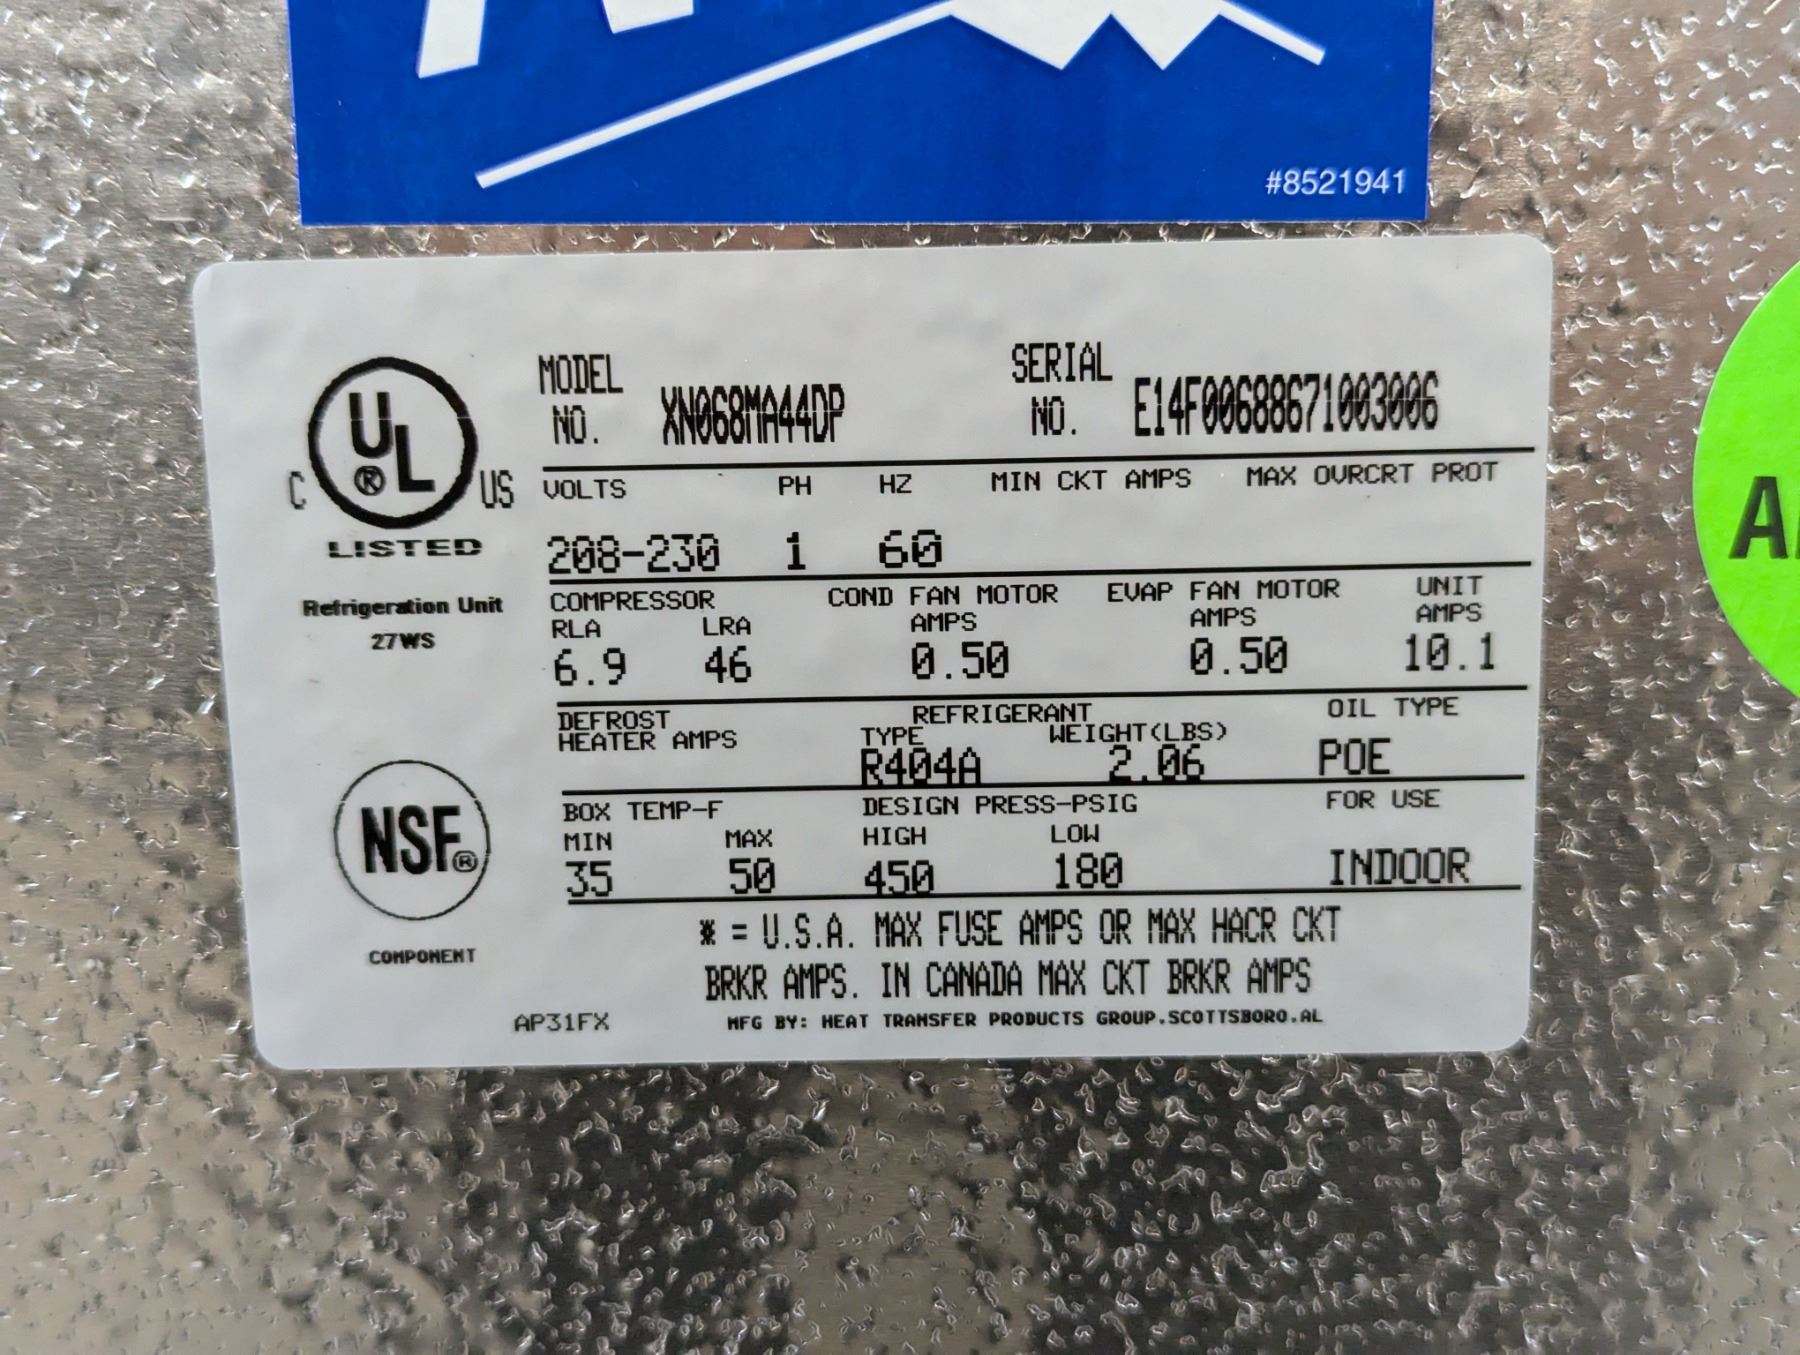 #8521941
MODEL NO. XN068MA44DP SERIAL NO. E14F00688671003006
C UL® US
LISTED
Refrigeration Unit
27WS
VOLTS PH HZ MIN CKT AMPS MAX OVRCRT PROT
208-230 1 60
COMPRESSOR COND FAN MOTOR EVAP FAN MOTOR UNIT
RLA LRA AMPS AMPS AMPS
6.9 46 0.50 0.50 10.1
DEFROST REFRIGERANT OIL TYPE
HEATER AMPS TYPE WEIGHT(LBS)
R404A 2.06 POE
BOX TEMP-F DESIGN PRESS-PSIG FOR USE
MIN MAX HIGH LOW
35 50 450 180 INDOOR
NSF®
COMPONENT
* = U.S.A. MAX FUSE AMPS OR MAX HACR CKT
BRKR AMPS. IN CANADA MAX CKT BRKR AMPS
AP31FX MFG BY: HEAT TRANSFER PRODUCTS GROUP.SCOTTSBORO.AL